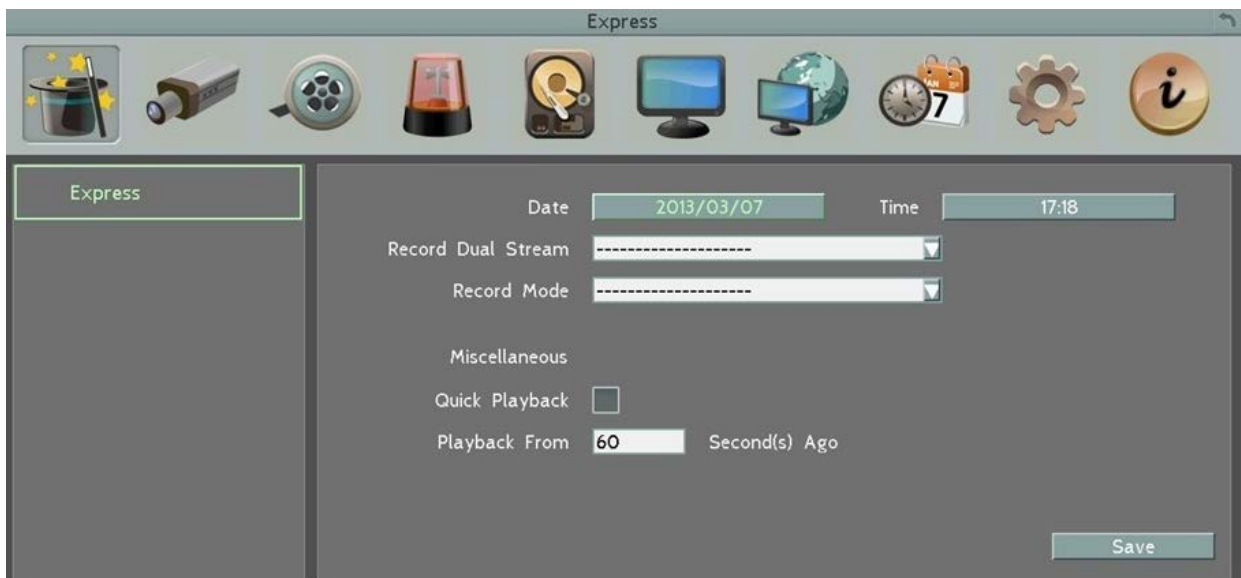 Express
7
Express
Date 2013/03/07 Time 17:18
Record Dual Stream --------------------
Record Mode --------------------
Miscellaneous
Quick Playback
Playback From 60 Second(s) Ago
Save